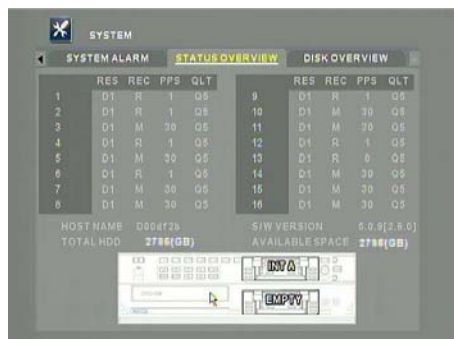 SYSTEM
SYSTEM ALARM STATUS OVERVIEW DISK OVERVIEW
RES REC PPS QLT RES REC PPS QLT
1 D1 R 1 Q5 9 D1 R 1 Q5
2 D1 R 1 Q5 10 D1 M 30 Q5
3 D1 M 30 Q5 11 D1 M 30 Q5
4 D1 M 30 Q5 12 D1 R 1 Q5
5 D1 R 30 Q5 13 D1 R 0 Q5
6 D1 M 30 Q5 14 D1 M 30 Q5
7 D1 M 30 Q5 15 D1 M 30 Q5
8 D1 M 30 Q5 16 D1 M 30 Q5
HOST NAME S/W VERSION
TOTAL HDD 2786(GB) AVAILABLE SPACE 2786(GB)
INT A
EMPTY